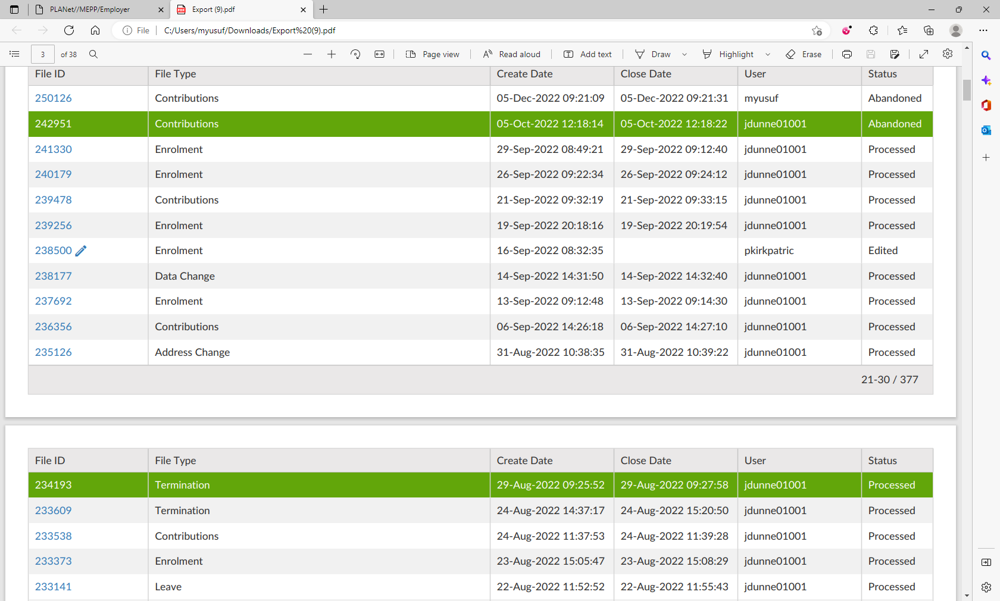 PLANet//MEPP/Employer
Export (9).pdf
File C:/Users/myusuf/Downloads/Export%20(9).pdf
3 of 38 Page view Read aloud Add text Draw Highlight Erase
File ID File Type Create Date Close Date User Status
250126 Contributions 05-Dec-2022 09:21:09 05-Dec-2022 09:21:31 myusuf Abandoned
242951 Contributions 05-Oct-2022 12:18:14 05-Oct-2022 12:18:22 jdunne01001 Abandoned
241330 Enrolment 29-Sep-2022 08:49:21 29-Sep-2022 09:12:40 jdunne01001 Processed
240179 Enrolment 26-Sep-2022 09:22:34 26-Sep-2022 09:24:12 jdunne01001 Processed
239478 Contributions 21-Sep-2022 09:32:19 21-Sep-2022 09:33:15 jdunne01001 Processed
239256 Enrolment 19-Sep-2022 20:18:16 19-Sep-2022 20:19:54 jdunne01001 Processed
238500 Enrolment 16-Sep-2022 08:32:35 pkirkpatric Edited
238177 Data Change 14-Sep-2022 14:31:50 14-Sep-2022 14:32:40 jdunne01001 Processed
237692 Enrolment 13-Sep-2022 09:12:48 13-Sep-2022 09:14:30 jdunne01001 Processed
236356 Contributions 06-Sep-2022 14:26:18 06-Sep-2022 14:27:10 jdunne01001 Processed
235126 Address Change 31-Aug-2022 10:38:35 31-Aug-2022 10:39:22 jdunne01001 Processed
21-30 / 377
File ID File Type Create Date Close Date User Status
234193 Termination 29-Aug-2022 09:25:52 29-Aug-2022 09:27:58 jdunne01001 Processed
233609 Termination 24-Aug-2022 14:37:17 24-Aug-2022 15:20:50 jdunne01001 Processed
233538 Contributions 24-Aug-2022 11:37:53 24-Aug-2022 11:39:28 jdunne01001 Processed
233373 Enrolment 23-Aug-2022 15:05:47 23-Aug-2022 15:08:29 jdunne01001 Processed
233141 Leave 22-Aug-2022 11:52:52 22-Aug-2022 11:55:43 jdunne01001 Processed